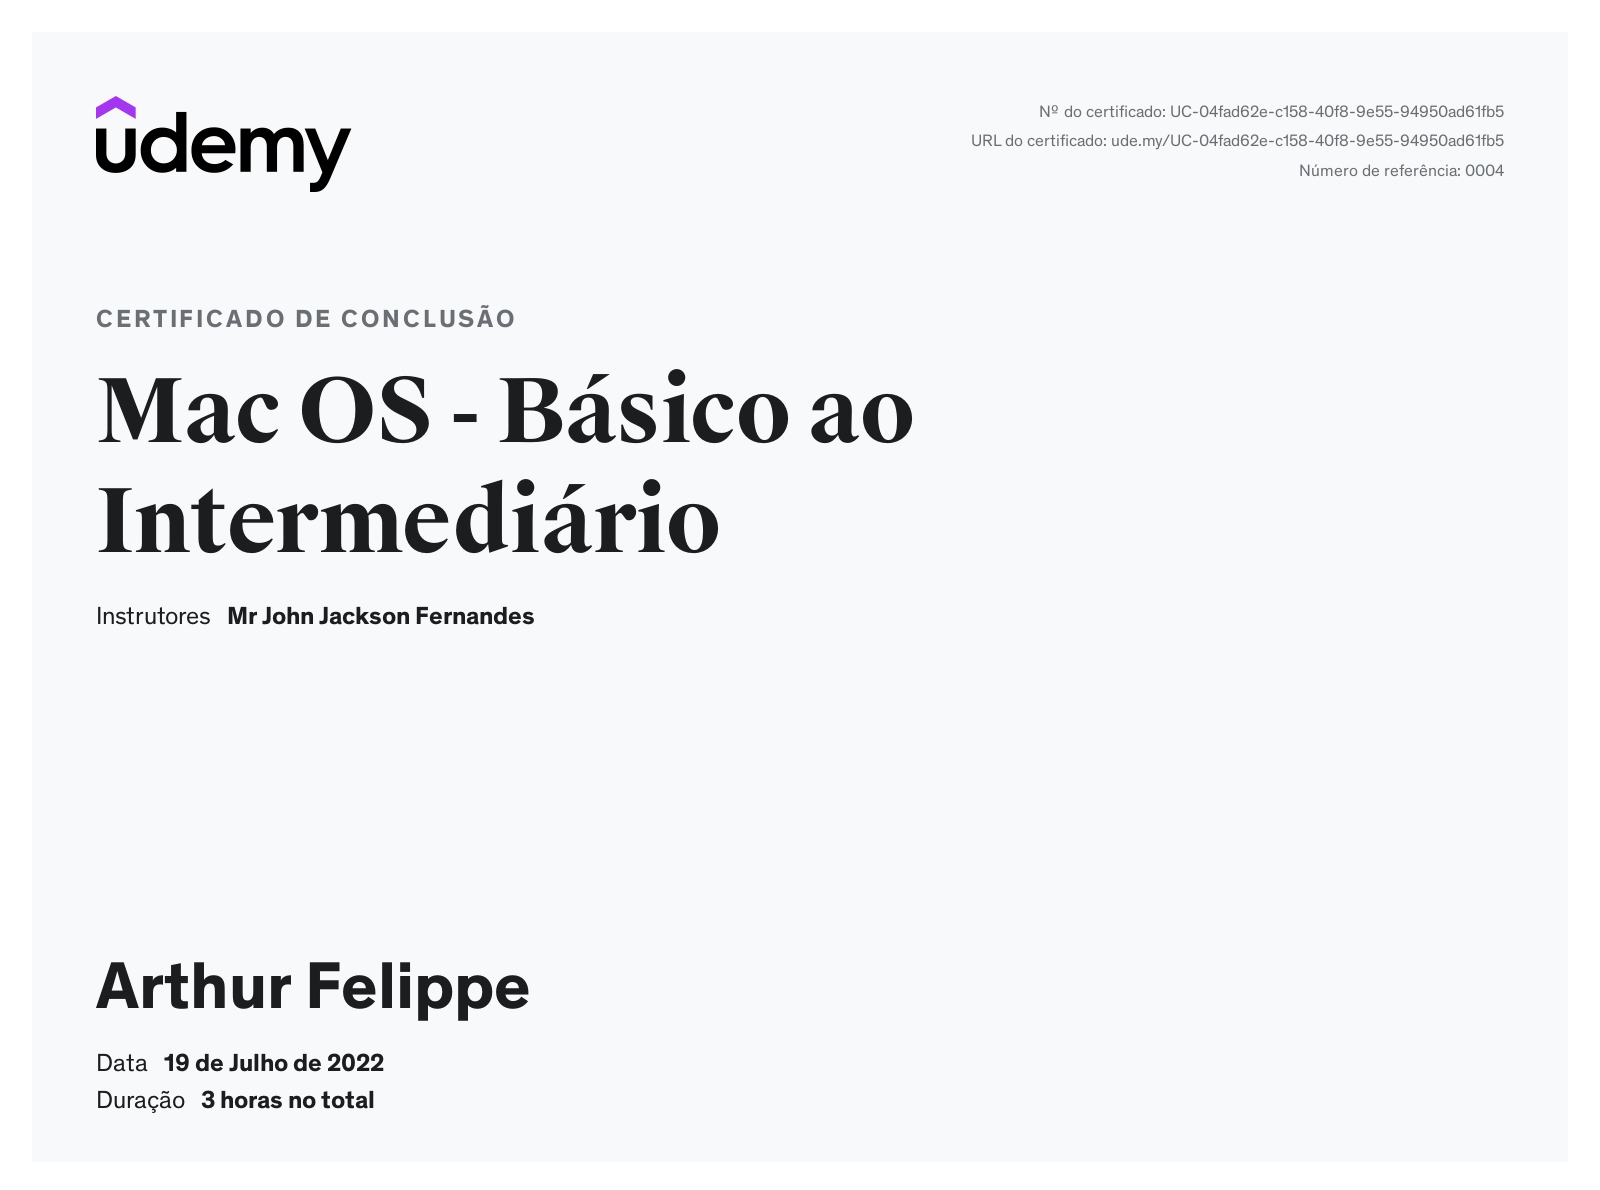 udemy
Nº do certificado: UC-04fad62e-c158-40f8-9e55-94950ad61fb5
URL do certificado: ude.my/UC-04fad62e-c158-40f8-9e55-94950ad61fb5
Número de referência: 0004
CERTIFICADO DE CONCLUSÃO
Mac OS - Básico ao
Intermediário
Instrutores Mr John Jackson Fernandes
Arthur Felippe
Data 19 de Julho de 2022
Duração 3 horas no total